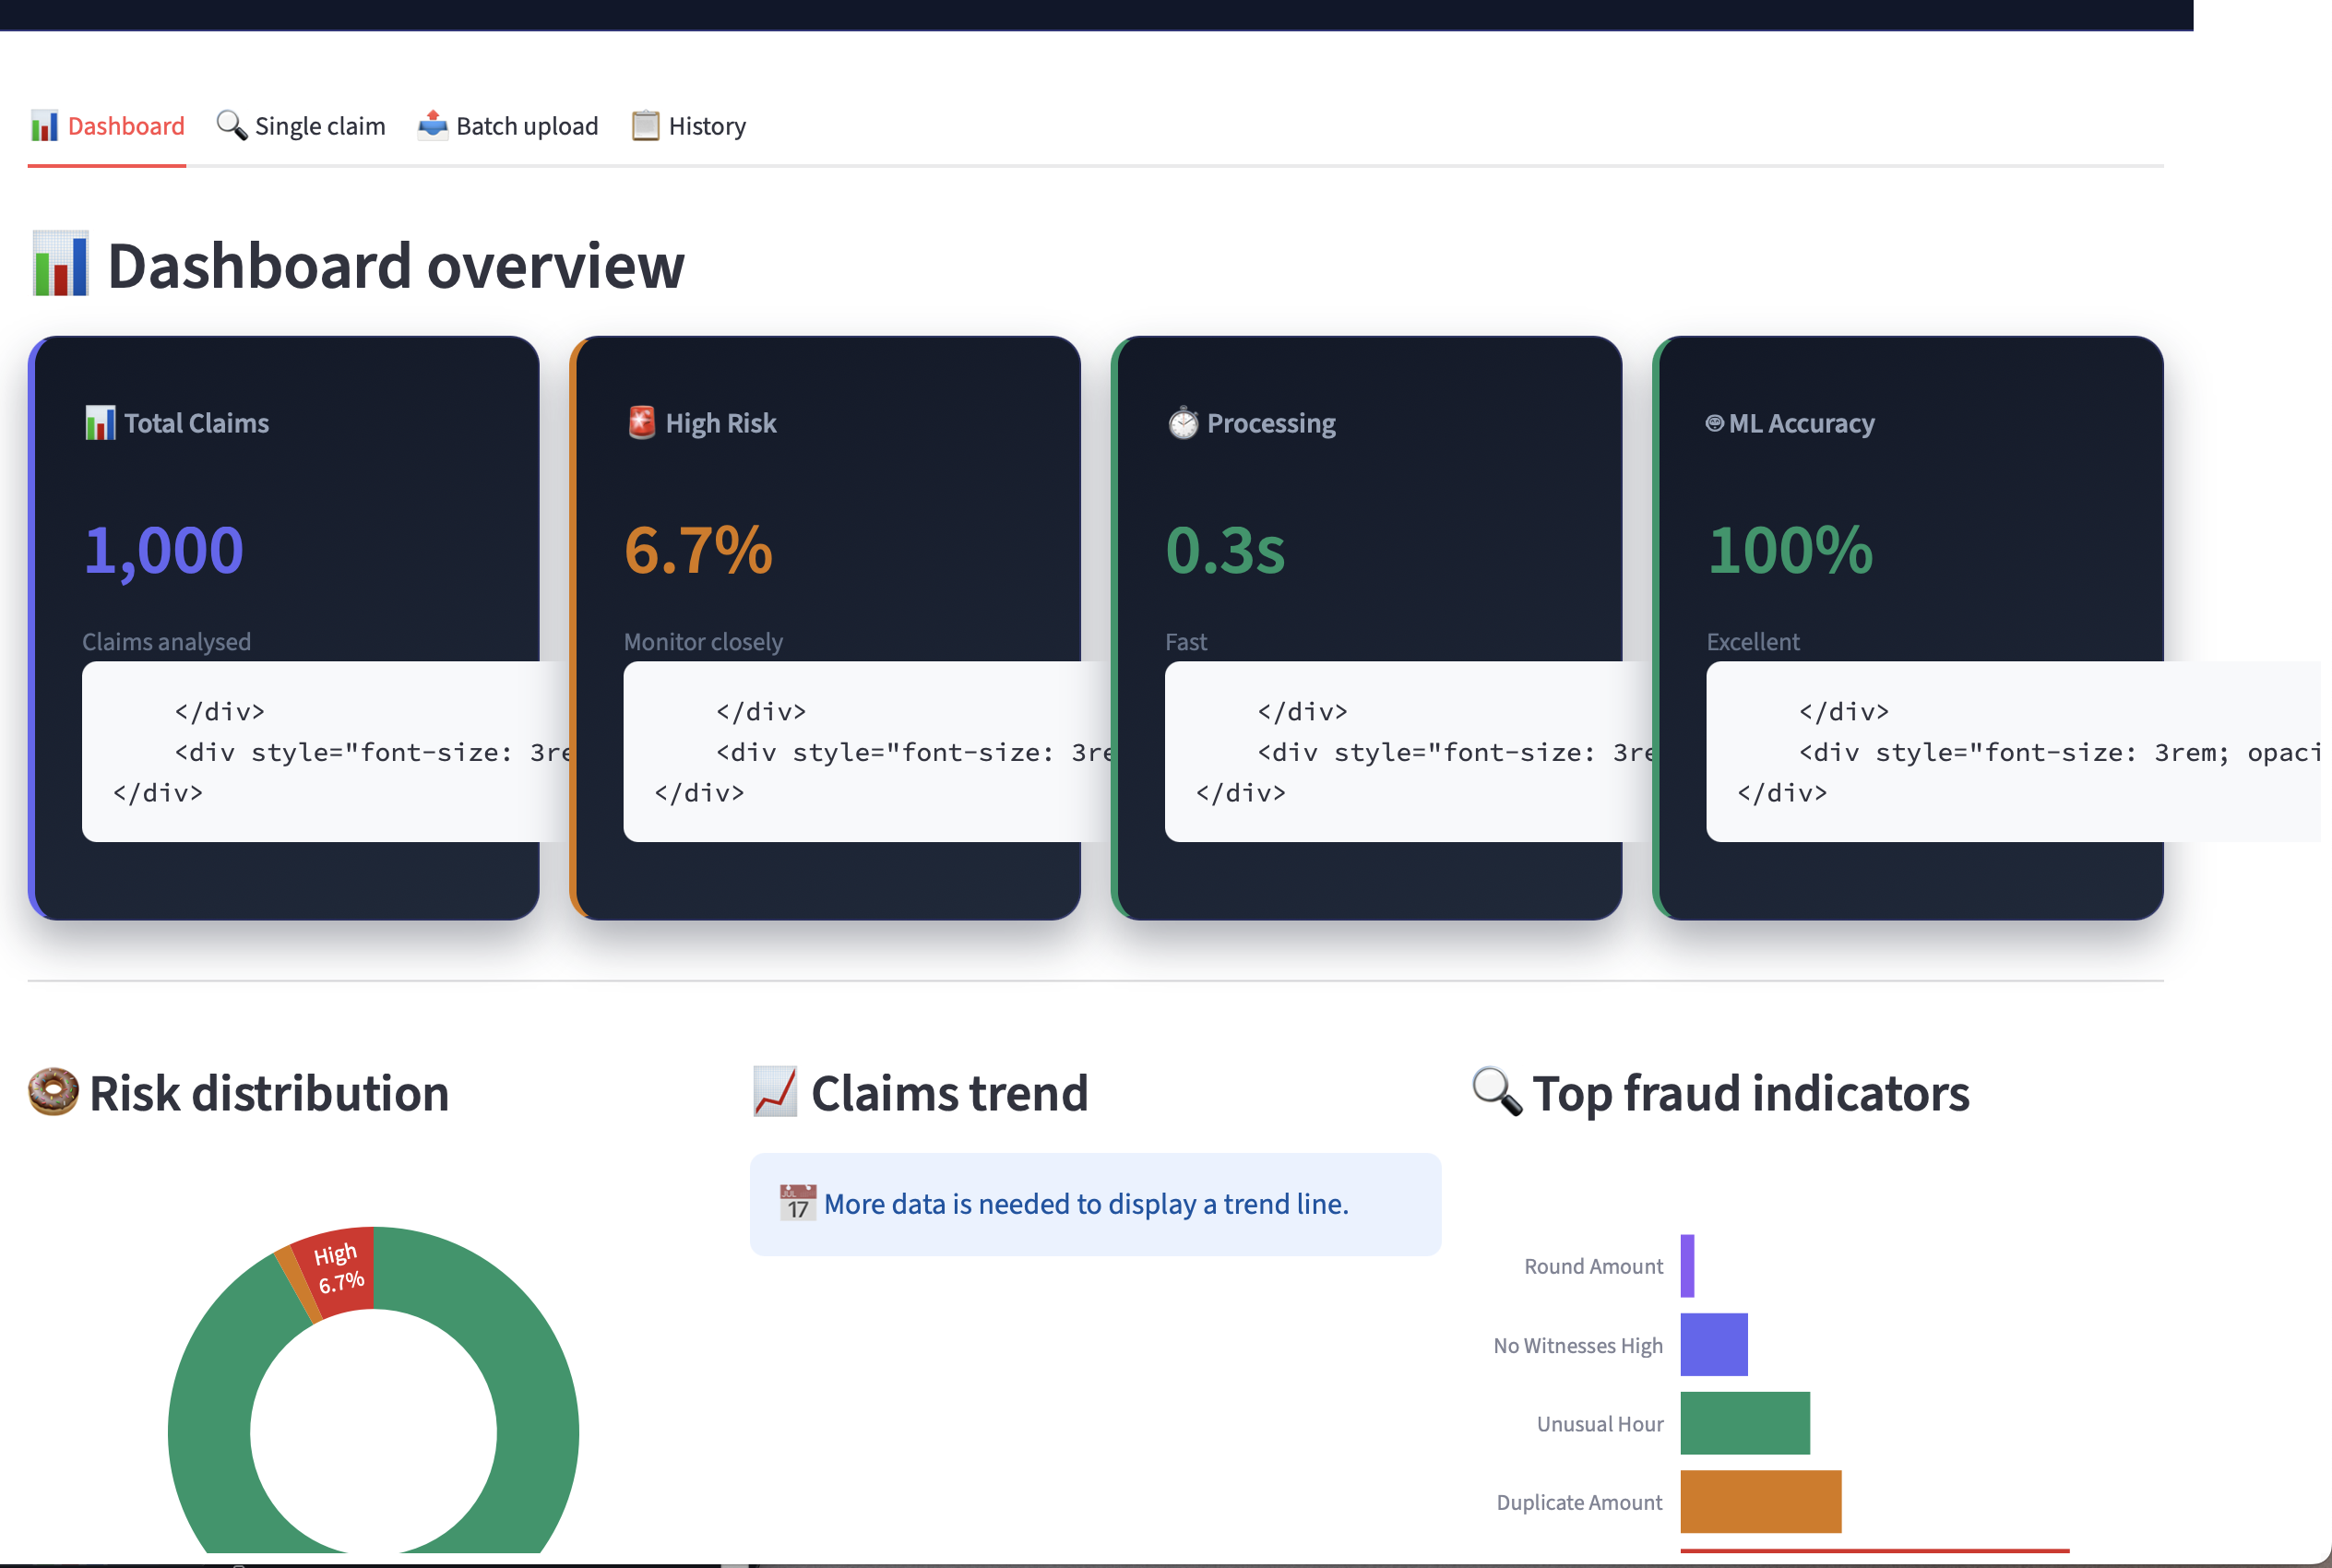 Dashboard
Single claim
Batch upload
History
Dashboard overview
Total Claims
1,000
Claims analysed
</div>
<div style="font-size: 3re
</div>
High Risk
6.7%
Monitor closely
</div>
<div style="font-size: 3re
</div>
Processing
0.3s
Fast
</div>
<div style="font-size: 3re
</div>
ML Accuracy
100%
Excellent
</div>
<div style="font-size: 3rem; opaci
</div>
Risk distribution
High
6.7%
Claims trend
JUL
17
More data is needed to display a trend line.
Top fraud indicators
Round Amount
No Witnesses High
Unusual Hour
Duplicate Amount